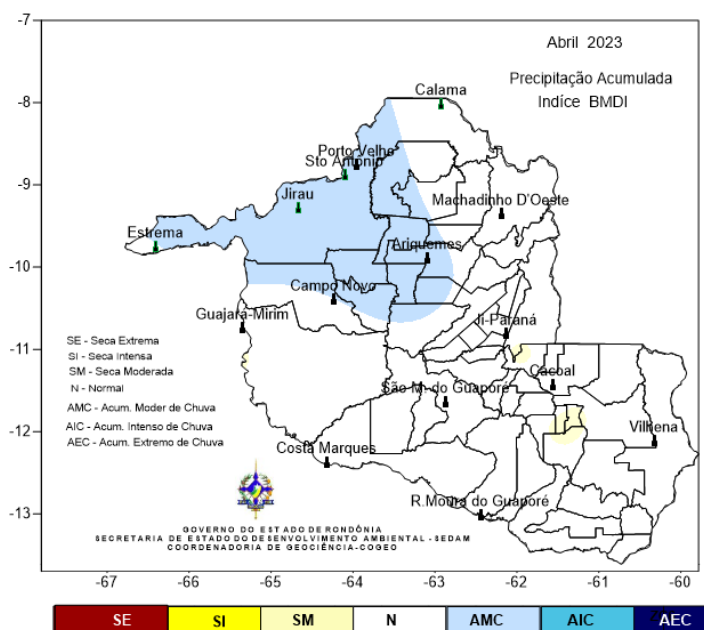 Abril 2023
Precipitação Acumulada
Indíce BMDI
-7
-8
-9
-10
-11
-12
-13
Calama
Porto Velho
Sto Antônio
Jirau
Machadinho D'Oeste
Estrema
Ariquemes
Campo Novo
Guajará-Mirim
Ji-Paraná
Cacoal
São M. do Guaporé
Vilhena
Costa Marques
R.Moura do Guaporé
SE - Seca Extrema
SI - Seca Intensa
SM - Seca Moderada
N - Normal
AMC - Acum. Moder de Chuva
AIC - Acum. Intenso de Chuva
AEC - Acum. Extremo de Chuva
GOVERNO DO ESTADO DE RONDÔNIA
SECRETARIA DE ESTADO DE DESENVOLVIMENTO AMBIENTAL - SEDAM
COORDENADORIA DE GEOCIÊNCIA-COGEO
-67 -66 -65 -64 -63 -62 -61 -60
SE SI SM N AMC AIC AEC